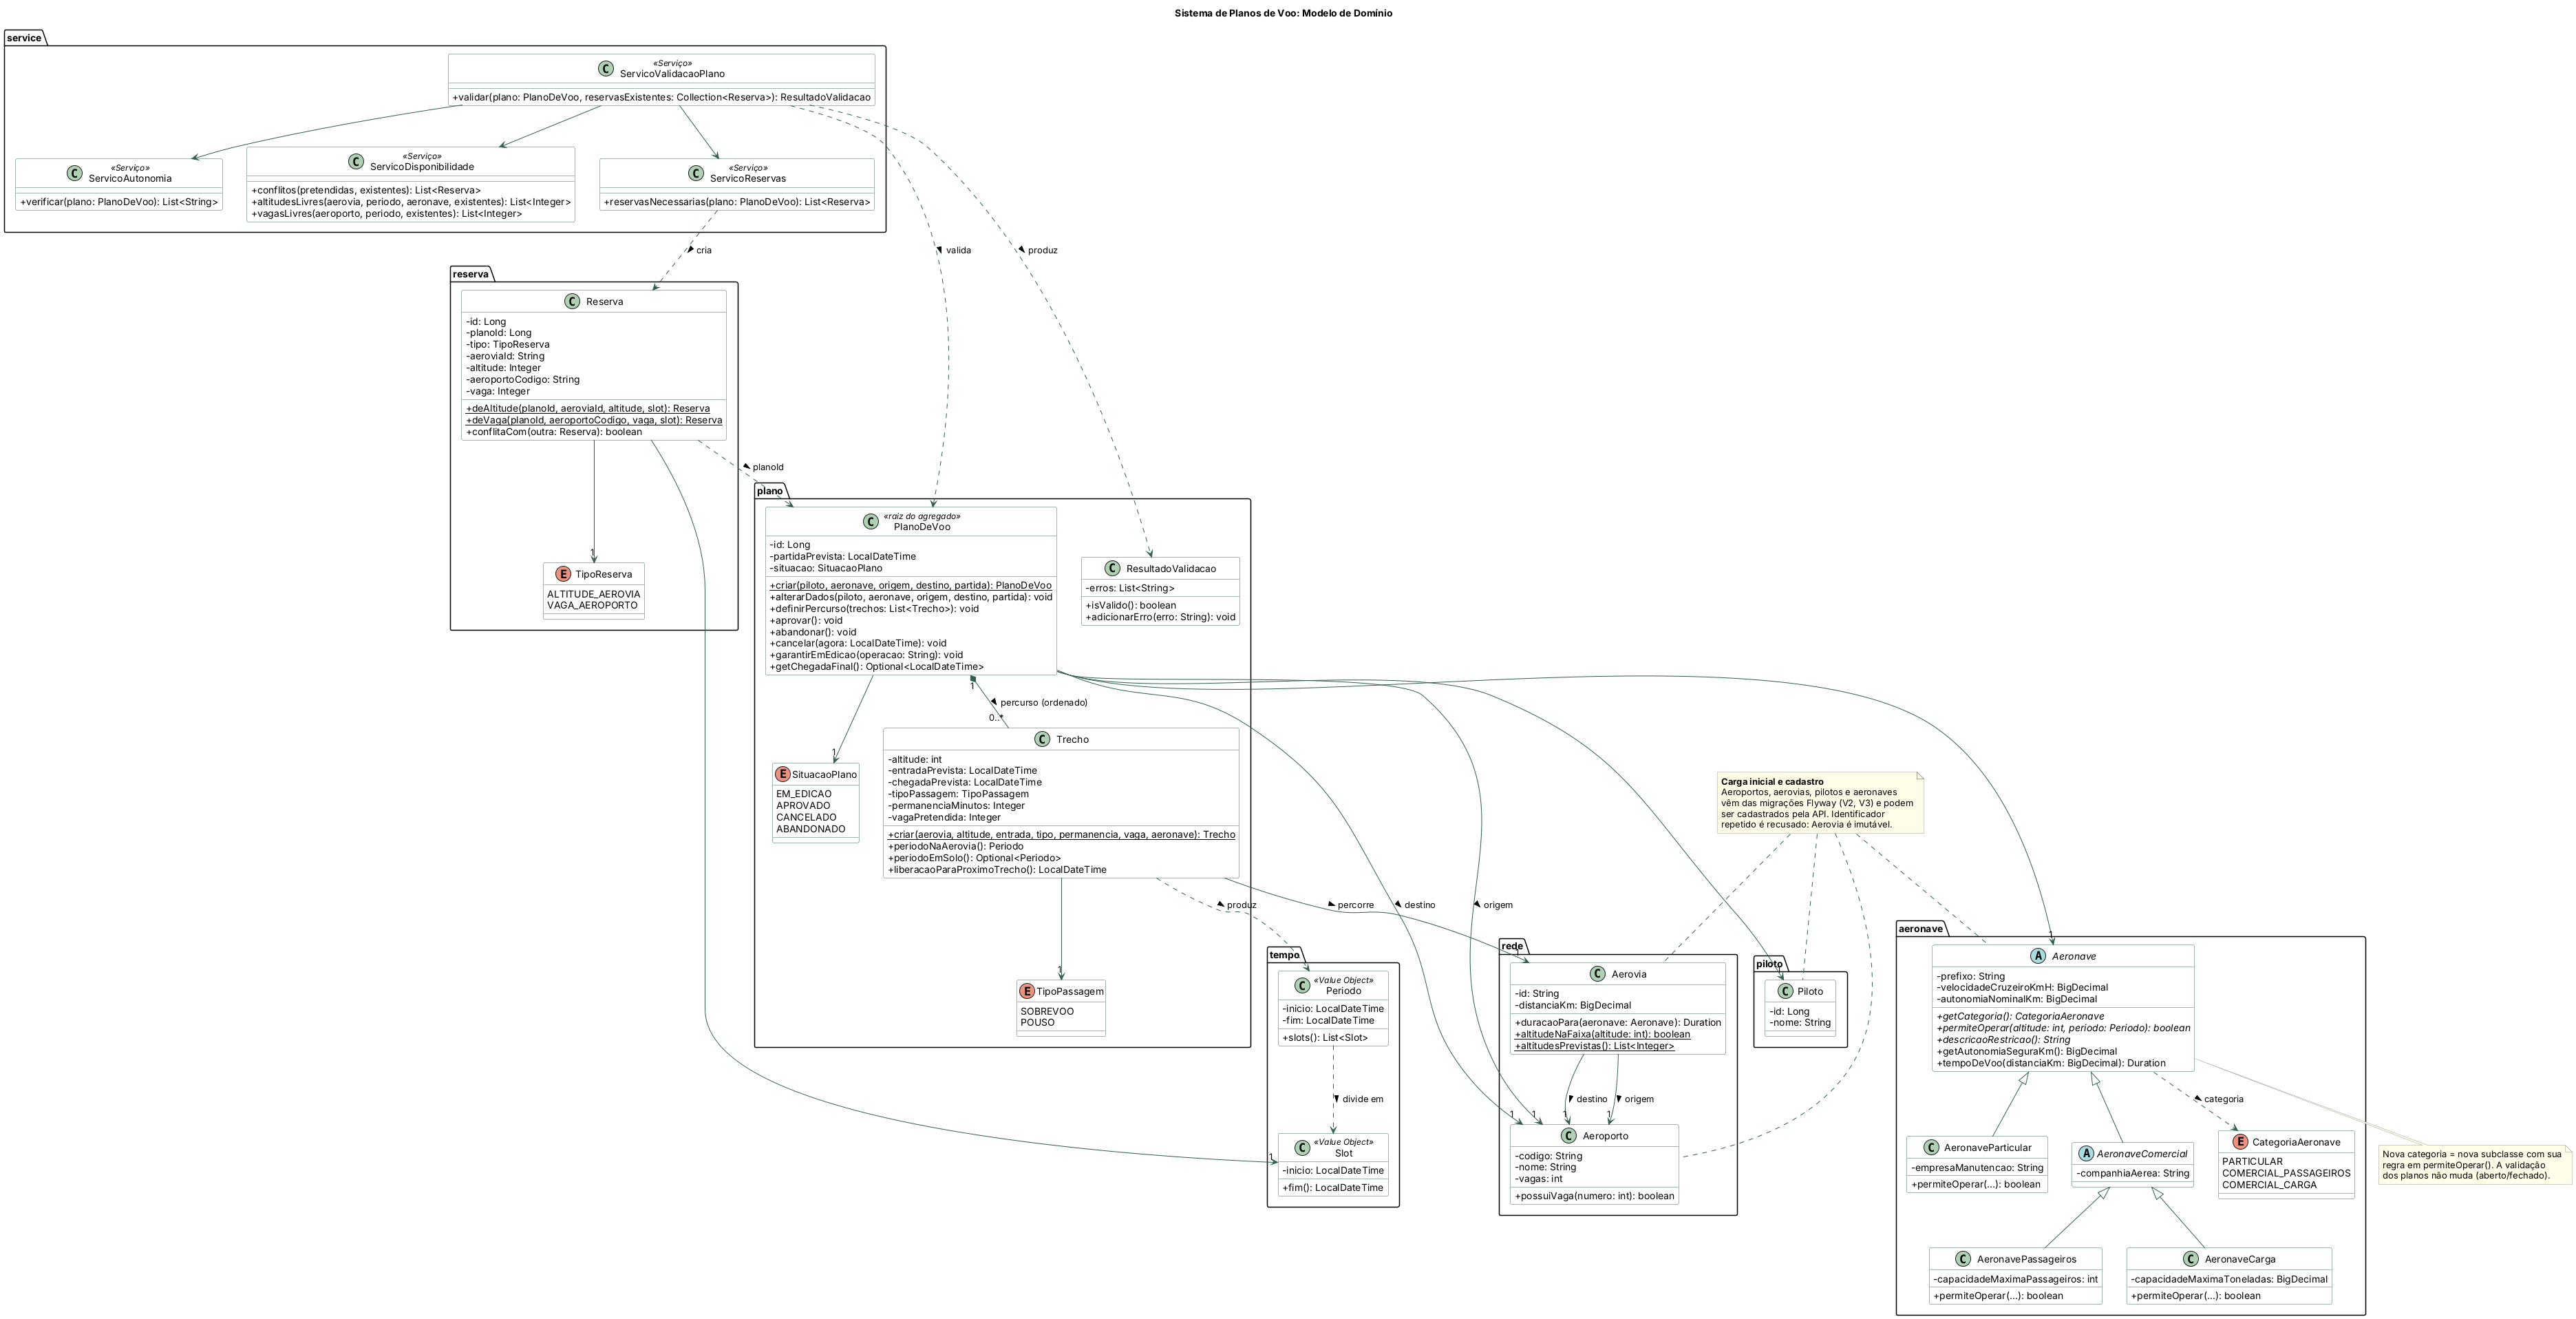 Sistema de Planos de Voo: Modelo de Domínio
service
«Serviço»
ServicoValidacaoPlano
+validar(plano: PlanoDeVoo, reservasExistentes: Collection<Reserva>): ResultadoValidacao
«Serviço»
ServicoAutonomia
+verificar(plano: PlanoDeVoo): List<String>
«Serviço»
ServicoDisponibilidade
+conflitos(pretendidas, existentes): List<Reserva>
+altitudesLivres(aerovia, periodo, aeronave, existentes): List<Integer>
+vagasLivres(aeroporto, periodo, existentes): List<Integer>
«Serviço»
ServicoReservas
+reservasNecessarias(plano: PlanoDeVoo): List<Reserva>
cria
valida
produz
reserva
Reserva
-id: Long
-planoId: Long
-tipo: TipoReserva
-aeroviaId: String
-altitude: Integer
-aeroportoCodigo: String
-vaga: Integer
+deAltitude(planoId, aeroviaId, altitude, slot): Reserva
+deVaga(planoId, aeroportoCodigo, vaga, slot): Reserva
+conflitaCom(outra: Reserva): boolean
planoId
1
TipoReserva
ALTITUDE_AEROVIA
VAGA_AEROPORTO
plano
«raiz do agregado»
PlanoDeVoo
-id: Long
-partidaPrevista: LocalDateTime
-situacao: SituacaoPlano
+criar(piloto, aeronave, origem, destino, partida): PlanoDeVoo
+alterarDados(piloto, aeronave, origem, destino, partida): void
+definirPercurso(trechos: List<Trecho>): void
+aprovar(): void
+abandonar(): void
+cancelar(agora: LocalDateTime): void
+garantirEmEdicao(operacao: String): void
+getChegadaFinal(): Optional<LocalDateTime>
ResultadoValidacao
-erros: List<String>
+isValido(): boolean
+adicionarErro(erro: String): void
1
percurso (ordenado)
0..*
1
SituacaoPlano
EM_EDICAO
APROVADO
CANCELADO
ABANDONADO
Trecho
-altitude: int
-entradaPrevista: LocalDateTime
-chegadaPrevista: LocalDateTime
-tipoPassagem: TipoPassagem
-permanenciaMinutos: Integer
-vagaPretendida: Integer
+criar(aerovia, altitude, entrada, tipo, permanencia, vaga, aeronave): Trecho
+periodoNaAerovia(): Periodo
+periodoEmSolo(): Optional<Periodo>
+liberacaoParaProximoTrecho(): LocalDateTime
produz
percorre
destino
origem
1
TipoPassagem
SOBREVOO
POUSO
Carga inicial e cadastro
Aeroportos, aerovias, pilotos e aeronaves
vêm das migrações Flyway (V2, V3) e podem
ser cadastrados pela API. Identificador
repetido é recusado: Aerovia é imutável.
tempo
«Value Object»
Periodo
-inicio: LocalDateTime
-fim: LocalDateTime
+slots(): List<Slot>
divide em
1
«Value Object»
Slot
-inicio: LocalDateTime
+fim(): LocalDateTime
rede
1
Aerovia
-id: String
-distanciaKm: BigDecimal
+duracaoPara(aeronave: Aeronave): Duration
+altitudeNaFaixa(altitude: int): boolean
+altitudesPrevistas(): List<Integer>
destino
origem
1
1
1
1
Aeroporto
-codigo: String
-nome: String
-vagas: int
+possuiVaga(numero: int): boolean
piloto
1
Piloto
-id: Long
-nome: String
aeronave
1
Aeronave
-prefixo: String
-velocidadeCruzeiroKmH: BigDecimal
-autonomiaNominalKm: BigDecimal
+getCategoria(): CategoriaAeronave
+permiteOperar(altitude: int, periodo: Periodo): boolean
+descricaoRestricao(): String
+getAutonomiaSeguraKm(): BigDecimal
+tempoDeVoo(distanciaKm: BigDecimal): Duration
categoria
AeronaveParticular
-empresaManutencao: String
+permiteOperar(...): boolean
AeronaveComercial
-companhiaAerea: String
CategoriaAeronave
PARTICULAR
COMERCIAL_PASSAGEIROS
COMERCIAL_CARGA
Nova categoria = nova subclasse com sua
regra em permiteOperar(). A validação
dos planos não muda (aberto/fechado).
AeronavePassageiros
-capacidadeMaximaPassageiros: int
+permiteOperar(...): boolean
AeronaveCarga
-capacidadeMaximaToneladas: BigDecimal
+permiteOperar(...): boolean